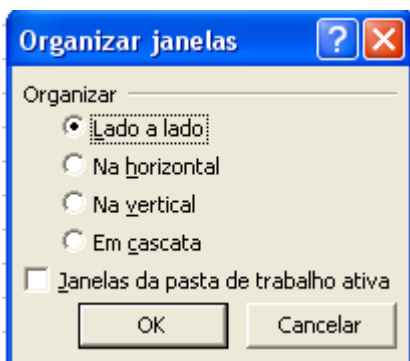 Organizar janelas
Organizar
Lado a lado
Na horizontal
Na vertical
Em cascata
Janelas da pasta de trabalho ativa
OK Cancelar